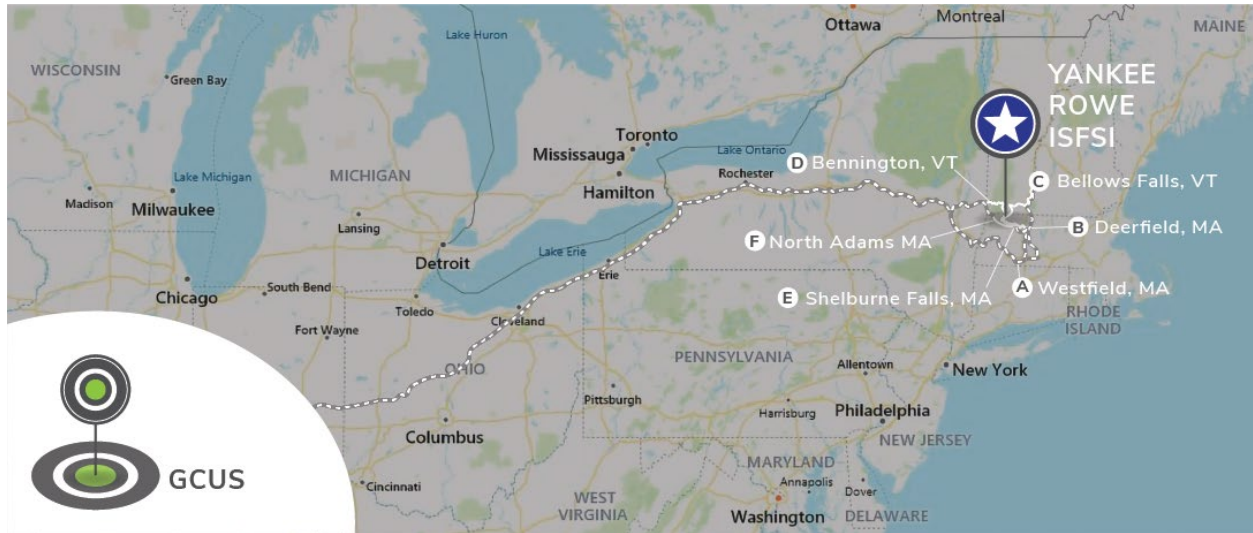 Ottawa
Montreal
MAINE
Lake Huron
WISCONSIN
Green Bay
YANKEE
ROWE
ISFSI
Toronto
Mississauga
Lake Ontario
Hamilton
Rochester
D Bennington, VT
C Bellows Falls, VT
Lake Michigan
MICHIGAN
Madison
Milwaukee
Lansing
B Deerfield, MA
F North Adams MA
Detroit
Lake Erie
Erie
Chicago
South Bend
Toledo
Cleveland
E Shelburne Falls, MA
A Westfield, MA
RHODE
ISLAND
Fort Wayne
OHIO
PENNSYLVANIA
Allentown
New York
Pittsburgh
Harrisburg
Philadelphia
Columbus
NEW JERSEY
MARYLAND
Annapolis
Dover
Cincinnati
WEST
VIRGINIA
Washington
DELAWARE
GCUS